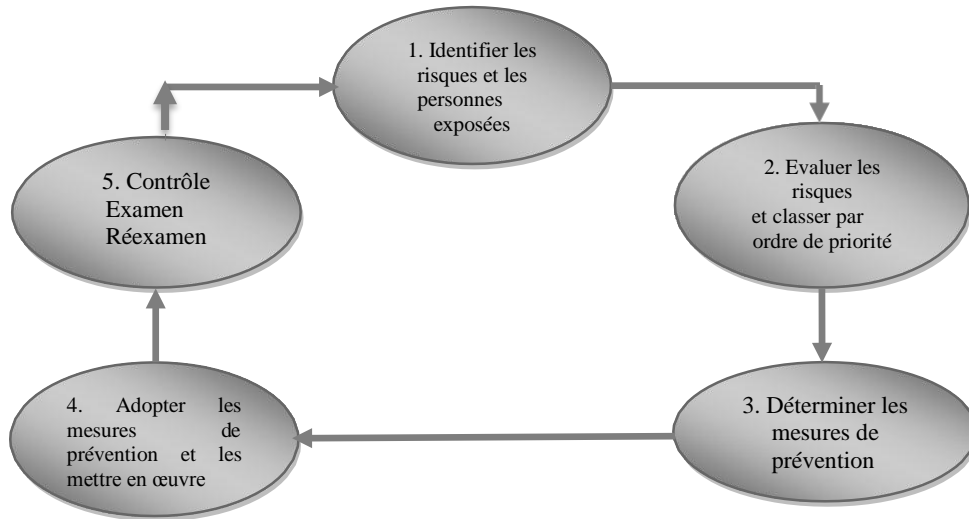 1. Identifier les
risques et les
personnes
exposées
2. Evaluer les
risques
et classer par
ordre de priorité
3. Déterminer les
mesures de
prévention
4. Adopter les
mesures de
prévention et les
mettre en œuvre
5. Contrôle
Examen
Réexamen